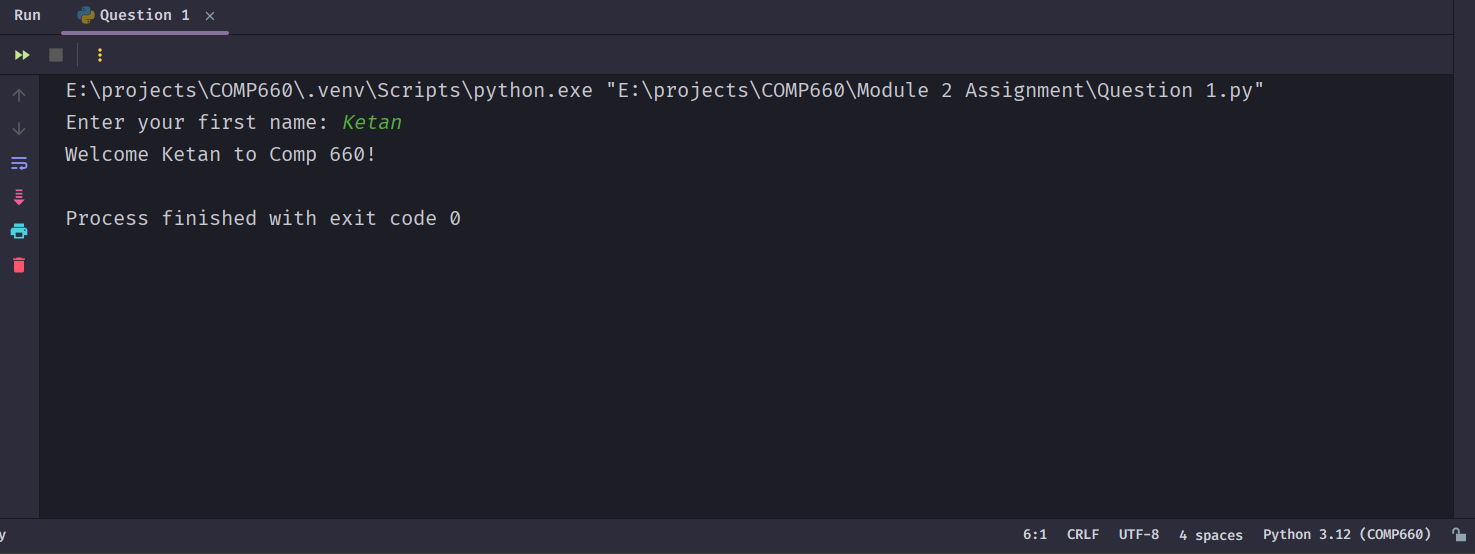 Run Question 1
E:\projects\COMP660\.venv\Scripts\python.exe "E:\projects\COMP660\Module 2 Assignment\Question 1.py"
Enter your first name: Ketan
Welcome Ketan to Comp 660!
Process finished with exit code 0
y 6:1 CRLF UTF-8 4 spaces Python 3.12 (COMP660)